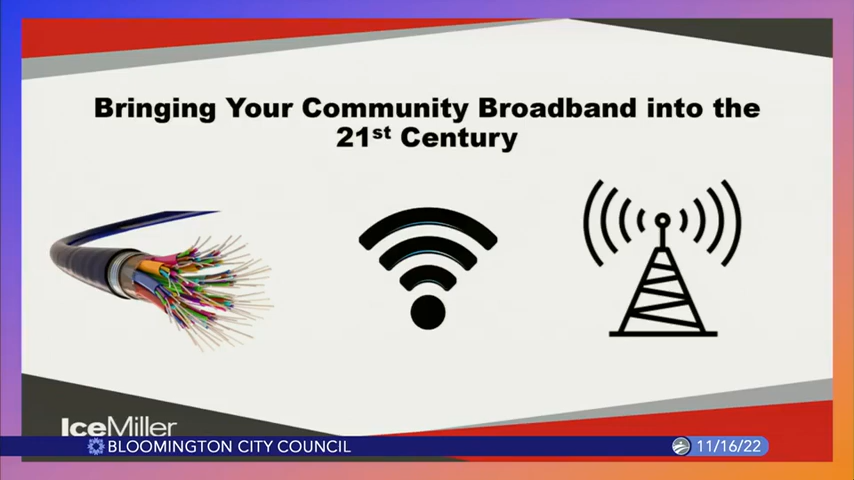 Bringing Your Community Broadband into the
21st Century
IceMiller
BLOOMINGTON CITY COUNCIL
11/16/22